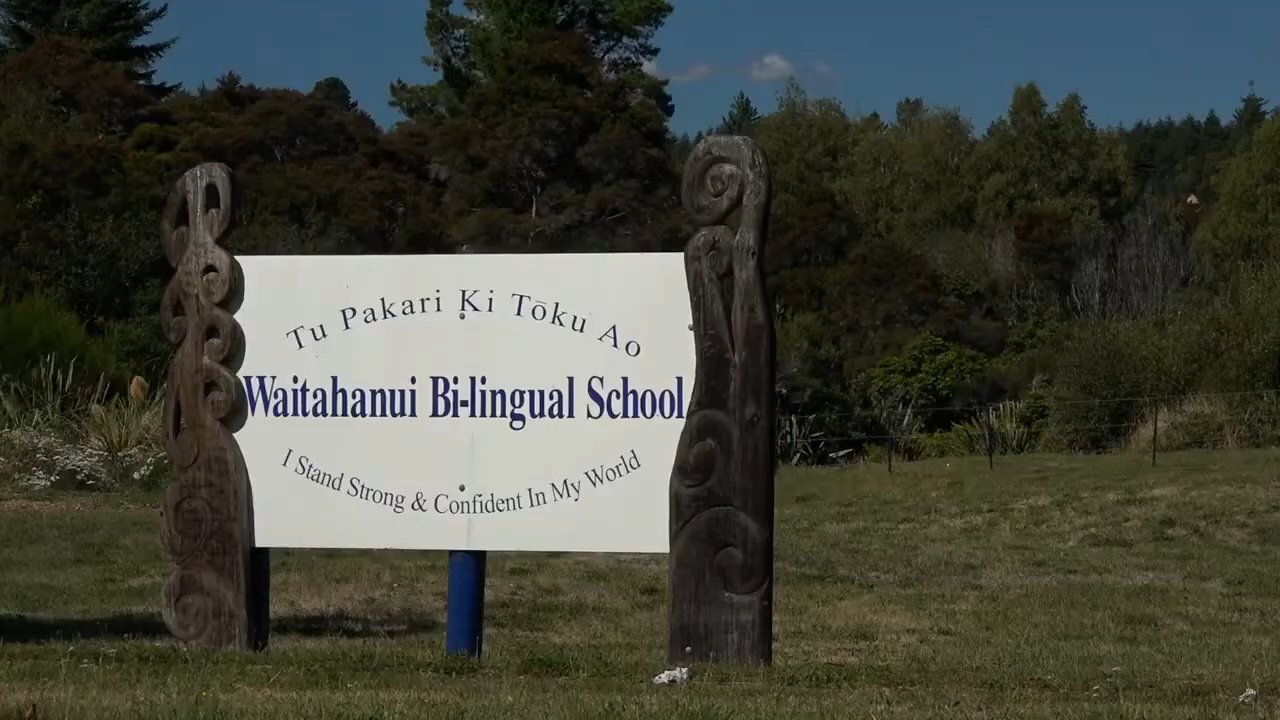 Tu Pakari Ki Tōku Ao
Waitahanui Bi-lingual School
I Stand Strong & Confident In My World